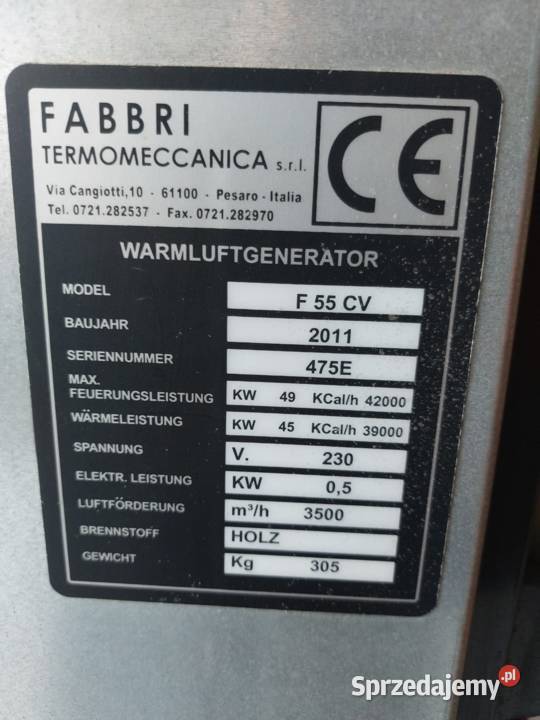 FABBRI
TERMOMECCANICA s.r.l.
Via Cangiotti,10 - 61100 - Pesaro - Italia
Tel. 0721.282537 - Fax. 0721.282970
CE
WARMLUFTGENERATOR
MODEL F 55 CV
BAUJAHR 2011
SERIENNUMMER 475E
MAX.
FEUERUNGSLEISTUNG KW 49 KCal/h 42000
WÄRMELEISTUNG KW 45 KCal/h 39000
SPANNUNG V. 230
ELEKTR. LEISTUNG KW 0,5
LUFTFÖRDERUNG m³/h 3500
BRENNSTOFF HOLZ
GEWICHT Kg 305
Sprzedajemy.pl